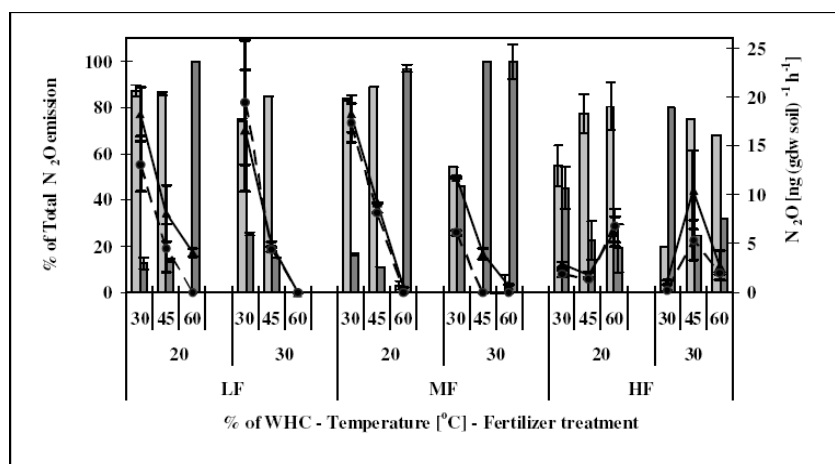 % of Total N2O emission
100
80
60
40
20
0
N2O [ng (gdw soil)⁻¹ h⁻¹]
25
20
15
10
5
0
30 45 60 30 45 60 30 45 60 30 45 60 30 45 60 30 45 60
20 30 20 30 20 30
LF MF HF
% of WHC - Temperature [°C] - Fertilizer treatment